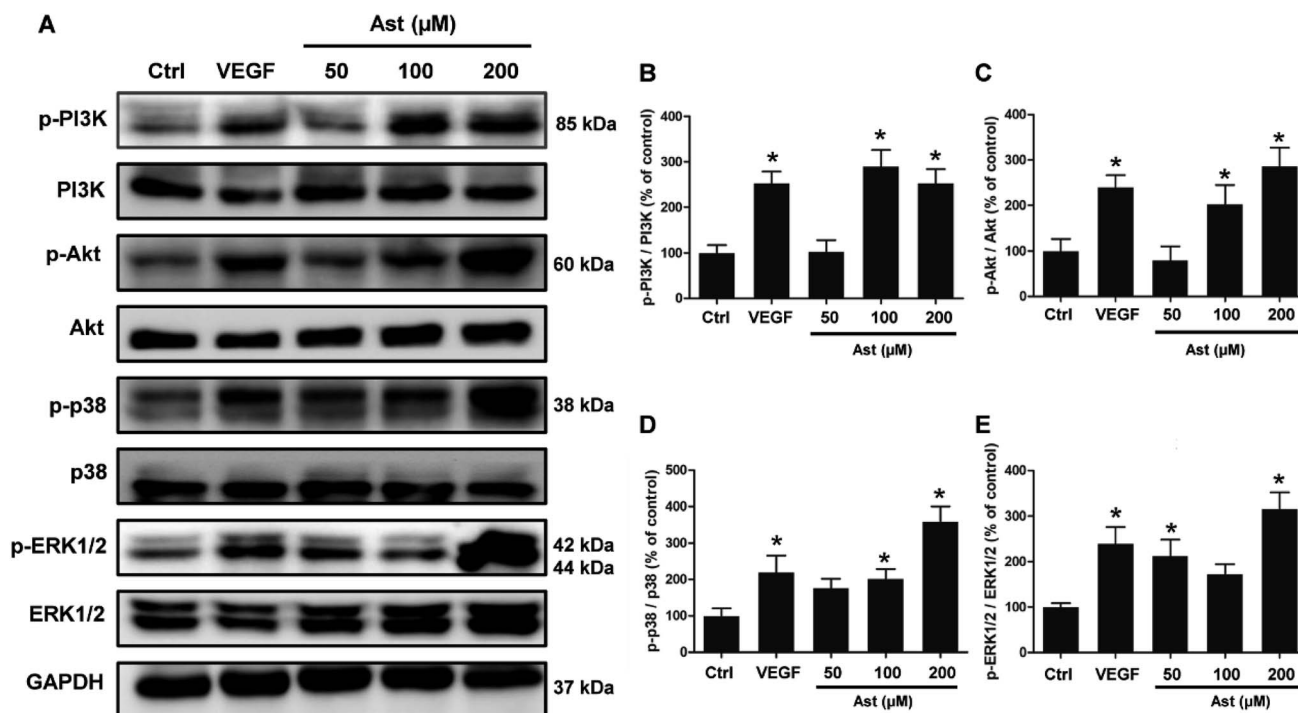 A
Ast (µM)
Ctrl VEGF 50 100 200
p-PI3K 85 kDa
PI3K
p-Akt 60 kDa
Akt
p-p38 38 kDa
p38
p-ERK1/2 42 kDa
44 kDa
ERK1/2
GAPDH 37 kDa
B
p-PI3K / PI3K (% of control)
400
300
200
100
0
* * *
Ctrl VEGF 50 100 200
Ast (µM)
C
p-Akt / Akt (% of control)
400
300
200
100
0
* * *
Ctrl VEGF 50 100 200
Ast (µM)
D
p-p38 / p38 (% of control)
500
400
300
200
100
0
* * *
Ctrl VEGF 50 100 200
Ast (µM)
E
p-ERK1/2 / ERK1/2 (% of control)
400
300
200
100
0
* * *
Ctrl VEGF 50 100 200
Ast (µM)